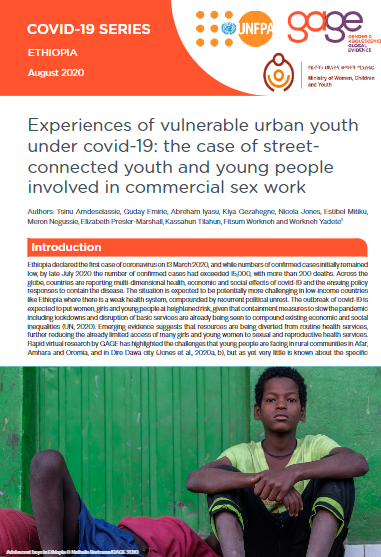 COVID-19 SERIES
ETHIOPIA
August 2020
UNFPA
gage
GENDER & ADOLESCENCE
GLOBAL
EVIDENCE
Ministry of Women, Children
and Youth
Experiences of vulnerable urban youth
under covid-19: the case of street-
connected youth and young people
involved in commercial sex work
Authors: Tsinu Amdeselassie, Guday Emirie, Abreham Iyasu, Kiya Gezahegne, Nicola Jones, Estibel Mitiku,
Meron Negussie, Elizabeth Presler-Marshall, Kassahun Tilahun, Fitsum Workneh and Workneh Yadete1
Introduction
Ethiopia declared the first case of coronavirus on 13 March 2020, and while numbers of confirmed cases initially remained
low, by late July 2020 the number of confirmed cases had exceeded 15,000, with more than 200 deaths. Across the
globe, countries are reporting multi-dimensional health, economic and social effects of covid-19 and the ensuing policy
responses to contain the disease. The situation is expected to be potentially more challenging in low-income countries
like Ethiopia where there is a weak health system, compounded by recurrent political unrest. The outbreak of covid-19 is
expected to put women, girls and young people at heightened risk, given that containment measures to slow the pandemic
including lockdowns and disruption of basic services are already being seen to compound existing economic and social
inequalities (UN, 2020). Emerging evidence suggests that resources are being diverted from routine health services,
further reducing the already limited access of many girls and young women to sexual and reproductive health services.
Rapid virtual research by GAGE has highlighted the challenges that young people are facing in rural communities in Afar,
Amhara and Oromia, and in Dire Dawa city (Jones et al., 2020a, b), but as yet very little is known about the specific
Adolescent boys in Ethiopia © Nathalie Bertrams/GAGE 2020